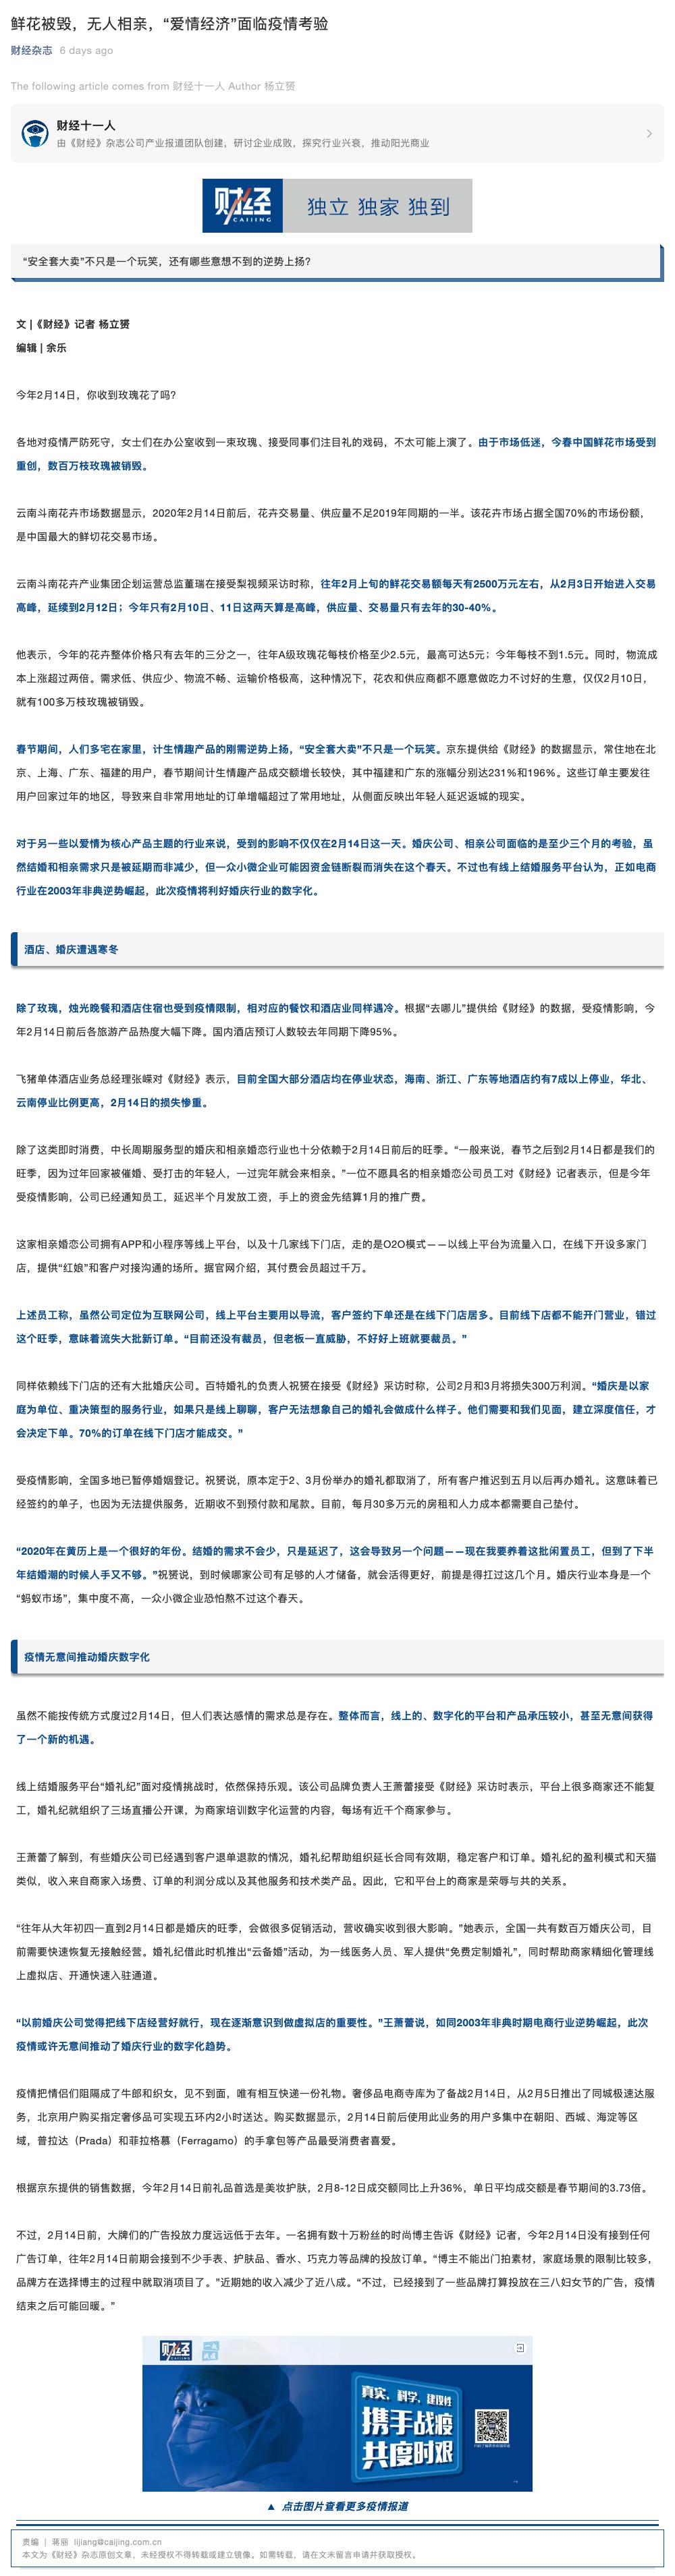 鲜花被毁，无人相亲，“爱情经济”面临疫情考验
财经杂志 6 days ago
The following article comes from 财经十一人 Author 杨立赟
财经十一人
由《财经》杂志公司产业报道团队创建，研讨企业成败，探究行业兴衰，推动阳光商业
财经
CAIJING
独立 独家 独到
“安全套大卖”不只是一个玩笑，还有哪些意想不到的逆势上扬？
文 |《财经》记者 杨立赟
编辑 | 余乐
今年2月14日，你收到玫瑰花了吗？
各地对疫情严防死守，女士们在办公室收到一束玫瑰、接受同事们注目礼的戏码，不太可能上演了。由于市场低迷，今春中国鲜花市场受到
重创，数百万枝玫瑰被销毁。
云南斗南花卉市场数据显示，2020年2月14日前后，花卉交易量、供应量不足2019年同期的一半。该花卉市场占据全国70%的市场份额，
是中国最大的鲜切花交易市场。
云南斗南花卉产业集团企划运营总监董瑞在接受梨视频采访时称，往年2月上旬的鲜花交易额每天有2500万元左右，从2月3日开始进入交易
高峰，延续到2月12日；今年只有2月10日、11日这两天算是高峰，供应量、交易量只有去年的30-40%。
他表示，今年的花卉整体价格只有去年的三分之一，往年A级玫瑰花每枝价格至少2.5元，最高可达5元；今年每枝不到1.5元。同时，物流成
本上涨超过两倍。需求低、供应少、物流不畅、运输价格极高，这种情况下，花农和供应商都不愿意做吃力不讨好的生意，仅仅2月10日，
就有100多万枝玫瑰被销毁。
春节期间，人们多宅在家里，计生情趣产品的刚需逆势上扬，“安全套大卖”不只是一个玩笑。京东提供给《财经》的数据显示，常住地在北
京、上海、广东、福建的用户，春节期间计生情趣产品成交额增长较快，其中福建和广东的涨幅分别达231%和196%。这些订单主要发往
用户回家过年的地区，导致来自非常用地址的订单增幅超过了常用地址，从侧面反映出年轻人延迟返城的现实。
对于另一些以爱情为核心产品主题的行业来说，受到的影响不仅仅在2月14日这一天。婚庆公司、相亲公司面临的是至少三个月的考验，虽
然结婚和相亲需求只是被延期而非减少，但一众小微企业可能因资金链断裂而消失在这个春天。不过也有线上结婚服务平台认为，正如电商
行业在2003年非典逆势崛起，此次疫情将利好婚庆行业的数字化。
酒店、婚庆遭遇寒冬
除了玫瑰，烛光晚餐和酒店住宿也受到疫情限制，相对应的餐饮和酒店业同样遇冷。根据“去哪儿”提供给《财经》的数据，受疫情影响，今
年2月14日前后各旅游产品热度大幅下降。国内酒店预订人数较去年同期下降95%。
飞猪单体酒店业务总经理张嵘对《财经》表示，目前全国大部分酒店均在停业状态，海南、浙江、广东等地酒店约有7成以上停业，华北、
云南停业比例更高，2月14日的损失惨重。
除了这类即时消费，中长周期服务型的婚庆和相亲婚恋行业也十分依赖于2月14日前后的旺季。“一般来说，春节之后到2月14日都是我们的
旺季，因为过年回家被催婚、受打击的年轻人，一过完年就会来相亲。”一位不愿具名的相亲婚恋公司员工对《财经》记者表示，但是今年
受疫情影响，公司已经通知员工，延迟半个月发放工资，手上的资金先结算1月的推广费。
这家相亲婚恋公司拥有APP和小程序等线上平台，以及十几家线下门店，走的是O2O模式——以线上平台为流量入口，在线下开设多家门
店，提供“红娘”和客户对接沟通的场所。据官网介绍，其付费会员超过千万。
上述员工称，虽然公司定位为互联网公司，线上平台主要用以导流，客户签约下单还是在线下门店居多。目前线下店都不能开门营业，错过
这个旺季，意味着流失大批新订单。“目前还没有裁员，但老板一直威胁，不好好上班就要裁员。”
同样依赖线下门店的还有大批婚庆公司。百特婚礼的负责人祝赟在接受《财经》采访时称，公司2月和3月将损失300万利润。“婚庆是以家
庭为单位、重决策型的服务行业，如果只是线上聊聊，客户无法想象自己的婚礼会做成什么样子。他们需要和我们见面，建立深度信任，才
会决定下单。70%的订单在线下门店才能成交。”
受疫情影响，全国多地已暂停婚姻登记。祝赟说，原本定于2、3月份举办的婚礼都取消了，所有客户推迟到五月以后再办婚礼。这意味着已
经签约的单子，也因为无法提供服务，近期收不到预付款和尾款。目前，每月30多万元的房租和人力成本都需要自己垫付。
“2020年在黄历上是一个很好的年份。结婚的需求不会少，只是延迟了，这会导致另一个问题——现在我要养着这批闲置员工，但到了下半
年结婚潮的时候人手又不够。”祝赟说，到时候哪家公司有足够的人才储备，就会活得更好，前提是得扛过这几个月。婚庆行业本身是一个
“蚂蚁市场”，集中度不高，一众小微企业恐怕熬不过这个春天。
疫情无意间推动婚庆数字化
虽然不能按传统方式度过2月14日，但人们表达感情的需求总是存在。整体而言，线上的、数字化的平台和产品承压较小，甚至无意间获得
了一个新的机遇。
线上结婚服务平台“婚礼纪”面对疫情挑战时，依然保持乐观。该公司品牌负责人王萧蕾接受《财经》采访时表示，平台上很多商家还不能复
工，婚礼纪就组织了三场直播公开课，为商家培训数字化运营的内容，每场有近千个商家参与。
王萧蕾了解到，有些婚庆公司已经遇到客户退单退款的情况，婚礼纪帮助组织延长合同有效期，稳定客户和订单。婚礼纪的盈利模式和天猫
类似，收入来自商家入场费、订单的利润分成以及其他服务和技术类产品。因此，它和平台上的商家是荣辱与共的关系。
“往年从大年初四一直到2月14日都是婚庆的旺季，会做很多促销活动，营收确实收到很大影响。”她表示，全国一共有数百万婚庆公司，目
前需要快速恢复无接触经营。婚礼纪借此时机推出“云备婚”活动，为一线医务人员、军人提供“免费定制婚礼”，同时帮助商家精细化管理线
上虚拟店、开通快速入驻通道。
“以前婚庆公司觉得把线下店经营好就行，现在逐渐意识到做虚拟店的重要性。”王萧蕾说，如同2003年非典时期电商行业逆势崛起，此次
疫情或许无意间推动了婚庆行业的数字化趋势。
疫情把情侣们阻隔成了牛郎和织女，见不到面，唯有相互快递一份礼物。奢侈品电商寺库为了备战2月14日，从2月5日推出了同城极速达服
务，北京用户购买指定奢侈品可实现五环内2小时送达。购买数据显示，2月14日前后使用此业务的用户多集中在朝阳、西城、海淀等区
域，普拉达（Prada）和菲拉格慕（Ferragamo）的手拿包等产品最受消费者喜爱。
根据京东提供的销售数据，今年2月14日前礼品首选是美妆护肤，2月8-12日成交额同比上升36%，单日平均成交额是春节期间的3.73倍。
不过，2月14日前，大牌们的广告投放力度远远低于去年。一名拥有数十万粉丝的时尚博主告诉《财经》记者，今年2月14日没有接到任何
广告订单，往年2月14日前期会接到不少手表、护肤品、香水、巧克力等品牌的投放订单。“博主不能出门拍素材，家庭场景的限制比较多，
品牌方在选择博主的过程中就取消项目了。”近期她的收入减少了近八成。“不过，已经接到了一些品牌打算投放在三八妇女节的广告，疫情
结束之后可能回暖。”
财经
真实、科学、建设性
携手战疫
共度时艰
▲ 点击图片查看更多疫情报道
责编 | 蒋丽 lijiang@caijing.com.cn
本文为《财经》杂志原创文章，未经授权不得转载或建立镜像。如需转载，请在文末留言申请并获取授权。